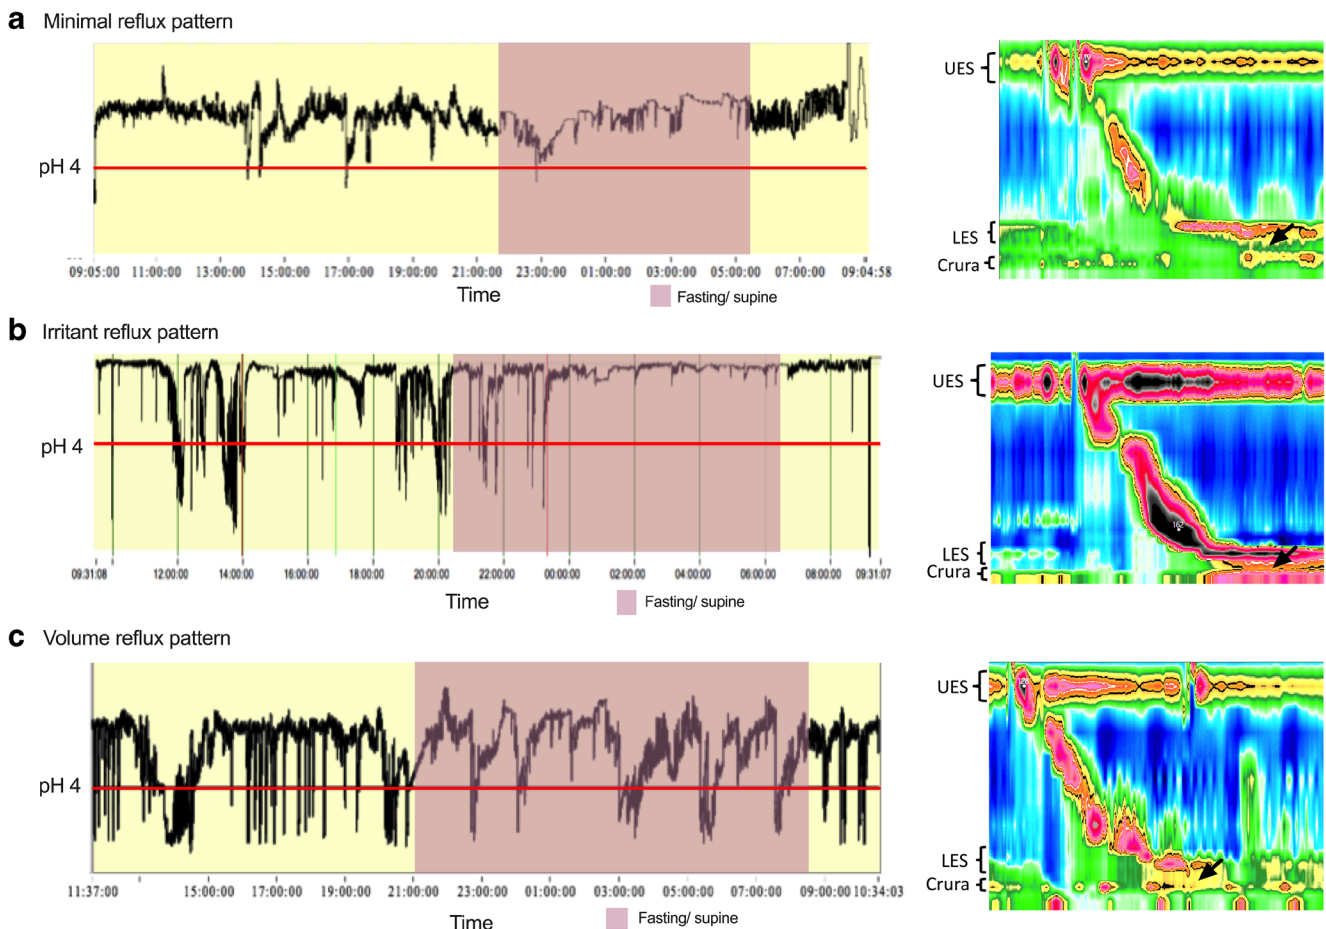 a Minimal reflux pattern
pH 4
09:05:00 11:00:00 13:00:00 15:00:00 17:00:00 19:00:00 21:00:00 23:00:00 01:00:00 03:00:00 05:00:00 07:00:00 09:04:58
Time
Fasting/ supine
UES
LES
Crura
b Irritant reflux pattern
pH 4
09:31:08 12:00:00 14:00:00 16:00:00 18:00:00 20:00:00 22:00:00 00:00:00 02:00:00 04:00:00 06:00:00 08:00:00 09:31:07
Time
Fasting/ supine
UES
162
LES
Crura
c Volume reflux pattern
pH 4
11:37:00 15:00:00 17:00:00 19:00:00 21:00:00 23:00:00 01:00:00 03:00:00 05:00:00 07:00:00 09:00:00 10:34:03
Time
Fasting/ supine
UES
LES
Crura